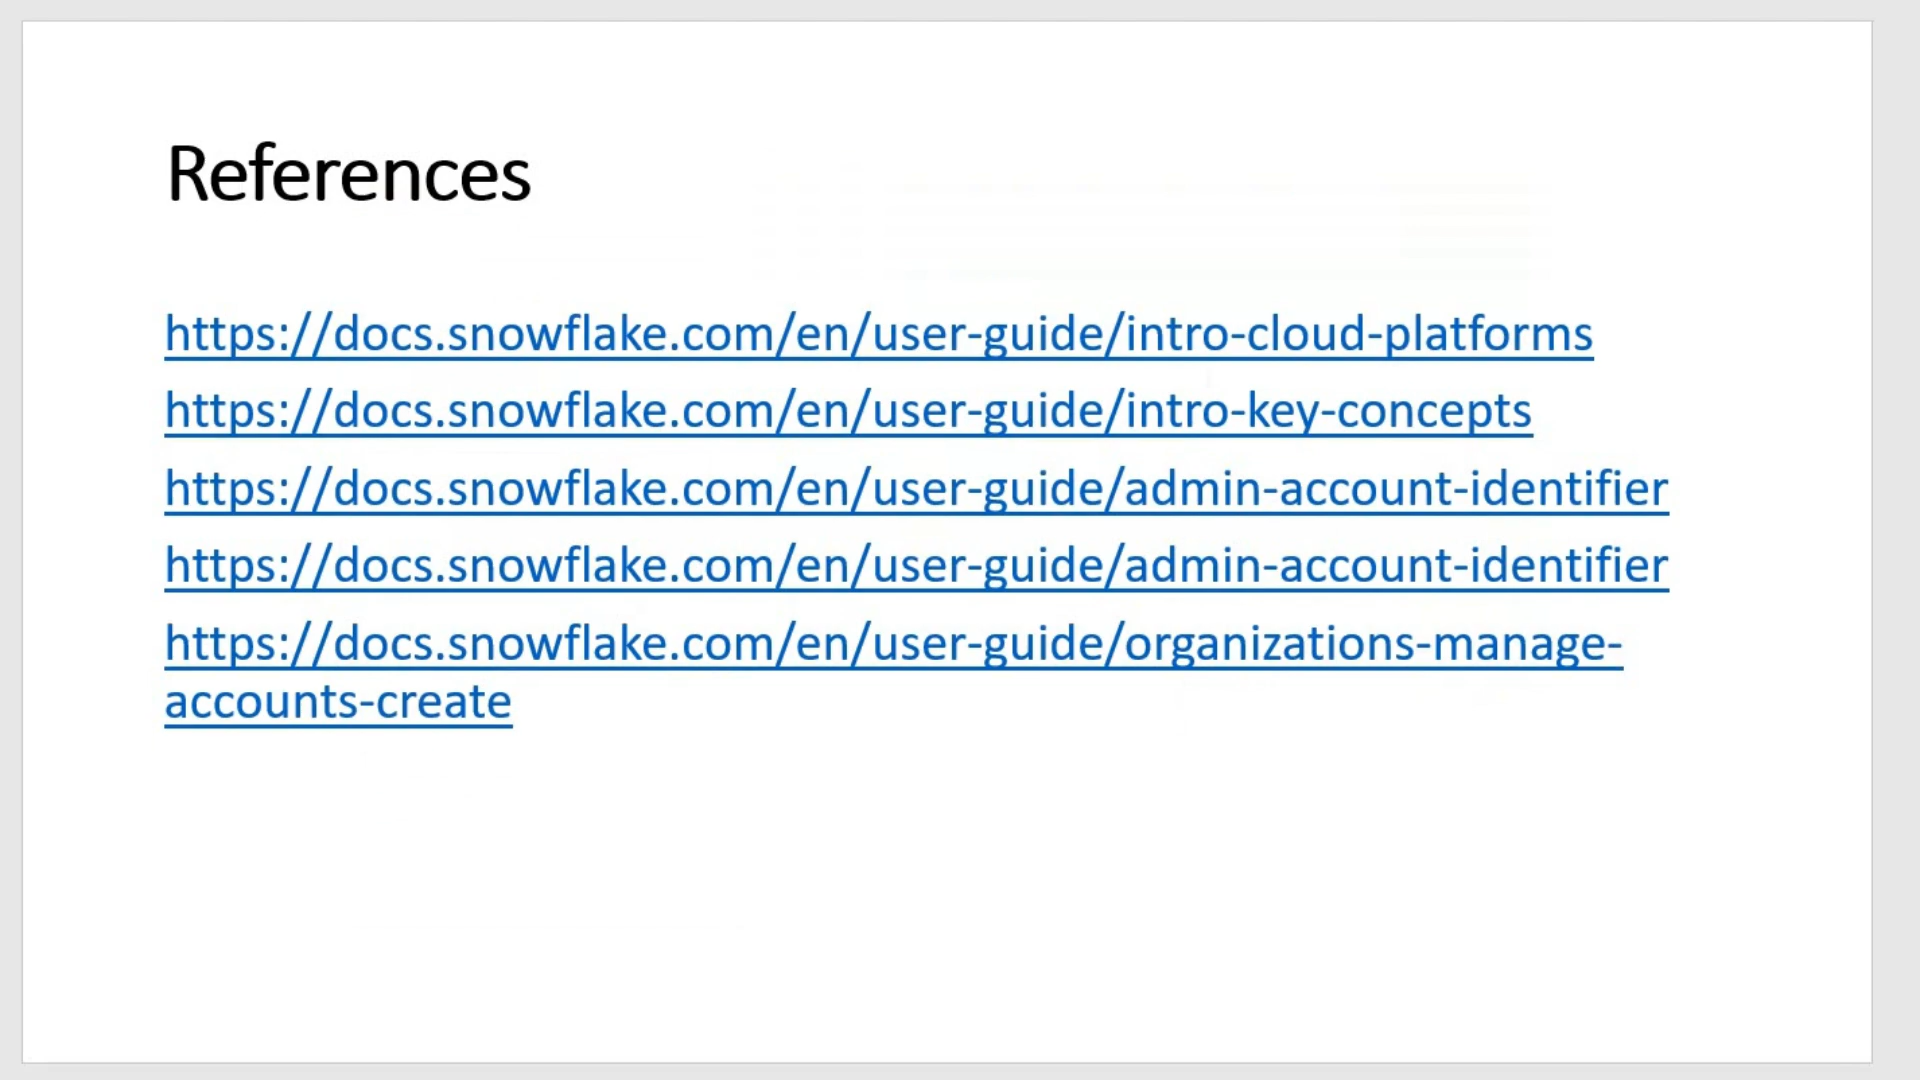 References
https://docs.snowflake.com/en/user-guide/intro-cloud-platforms
https://docs.snowflake.com/en/user-guide/intro-key-concepts
https://docs.snowflake.com/en/user-guide/admin-account-identifier
https://docs.snowflake.com/en/user-guide/admin-account-identifier
https://docs.snowflake.com/en/user-guide/organizations-manage-
accounts-create